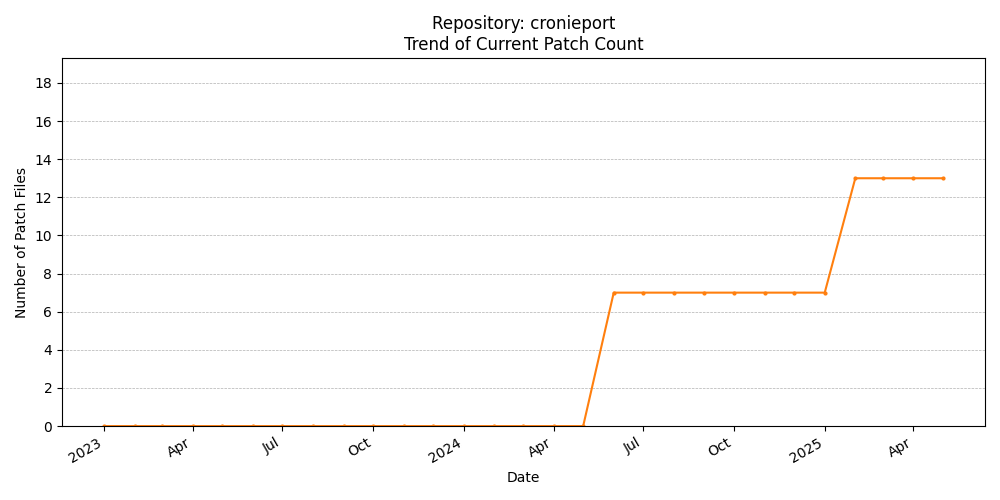 Repository: cronieport
Trend of Current Patch Count
Number of Patch Files
18
16
14
12
10
8
6
4
2
0
2023
Apr
Jul
Oct
2024
Apr
Jul
Oct
2025
Apr
Date